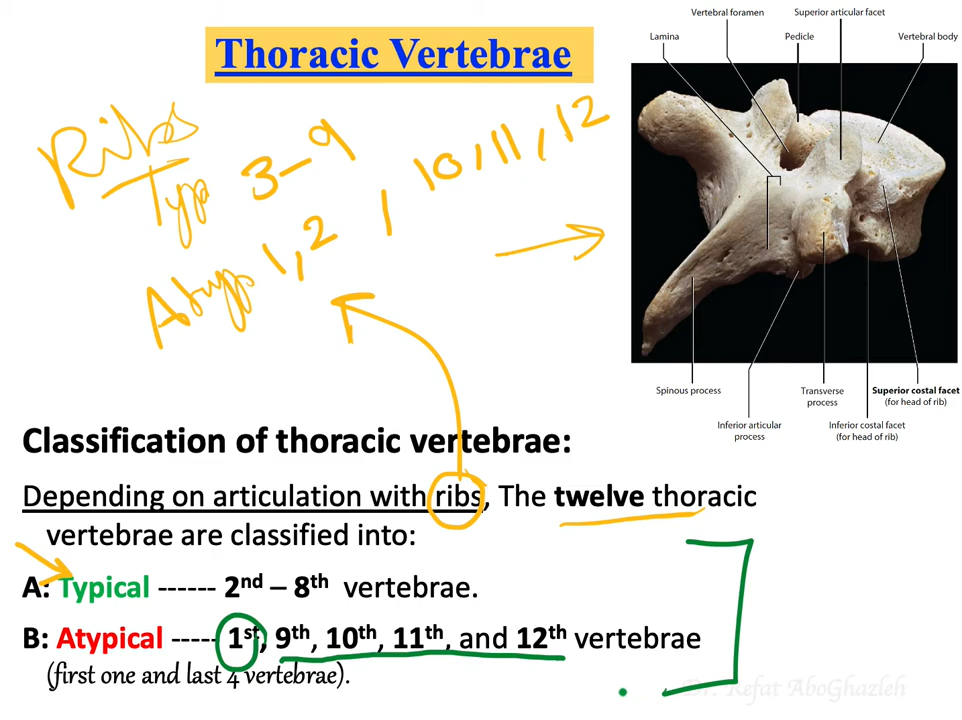 Thoracic Vertebrae
Vertebral foramen
Superior articular facet
Lamina
Pedicle
Vertebral body
Ribs
Typ 3-9
Atyp 1,2 | 10,11,12
Spinous process
Transverse
process
Superior costal facet
(for head of rib)
Inferior articular
process
Inferior costal facet
(for head of rib)
Classification of thoracic vertebrae:
Depending on articulation with ribs, The twelve thoracic
vertebrae are classified into:
A: Typical ------ 2nd – 8th vertebrae.
B: Atypical ----- 1st, 9th, 10th, 11th, and 12th vertebrae
(first one and last 4 vertebrae).
Dr. Refat AboGhazleh